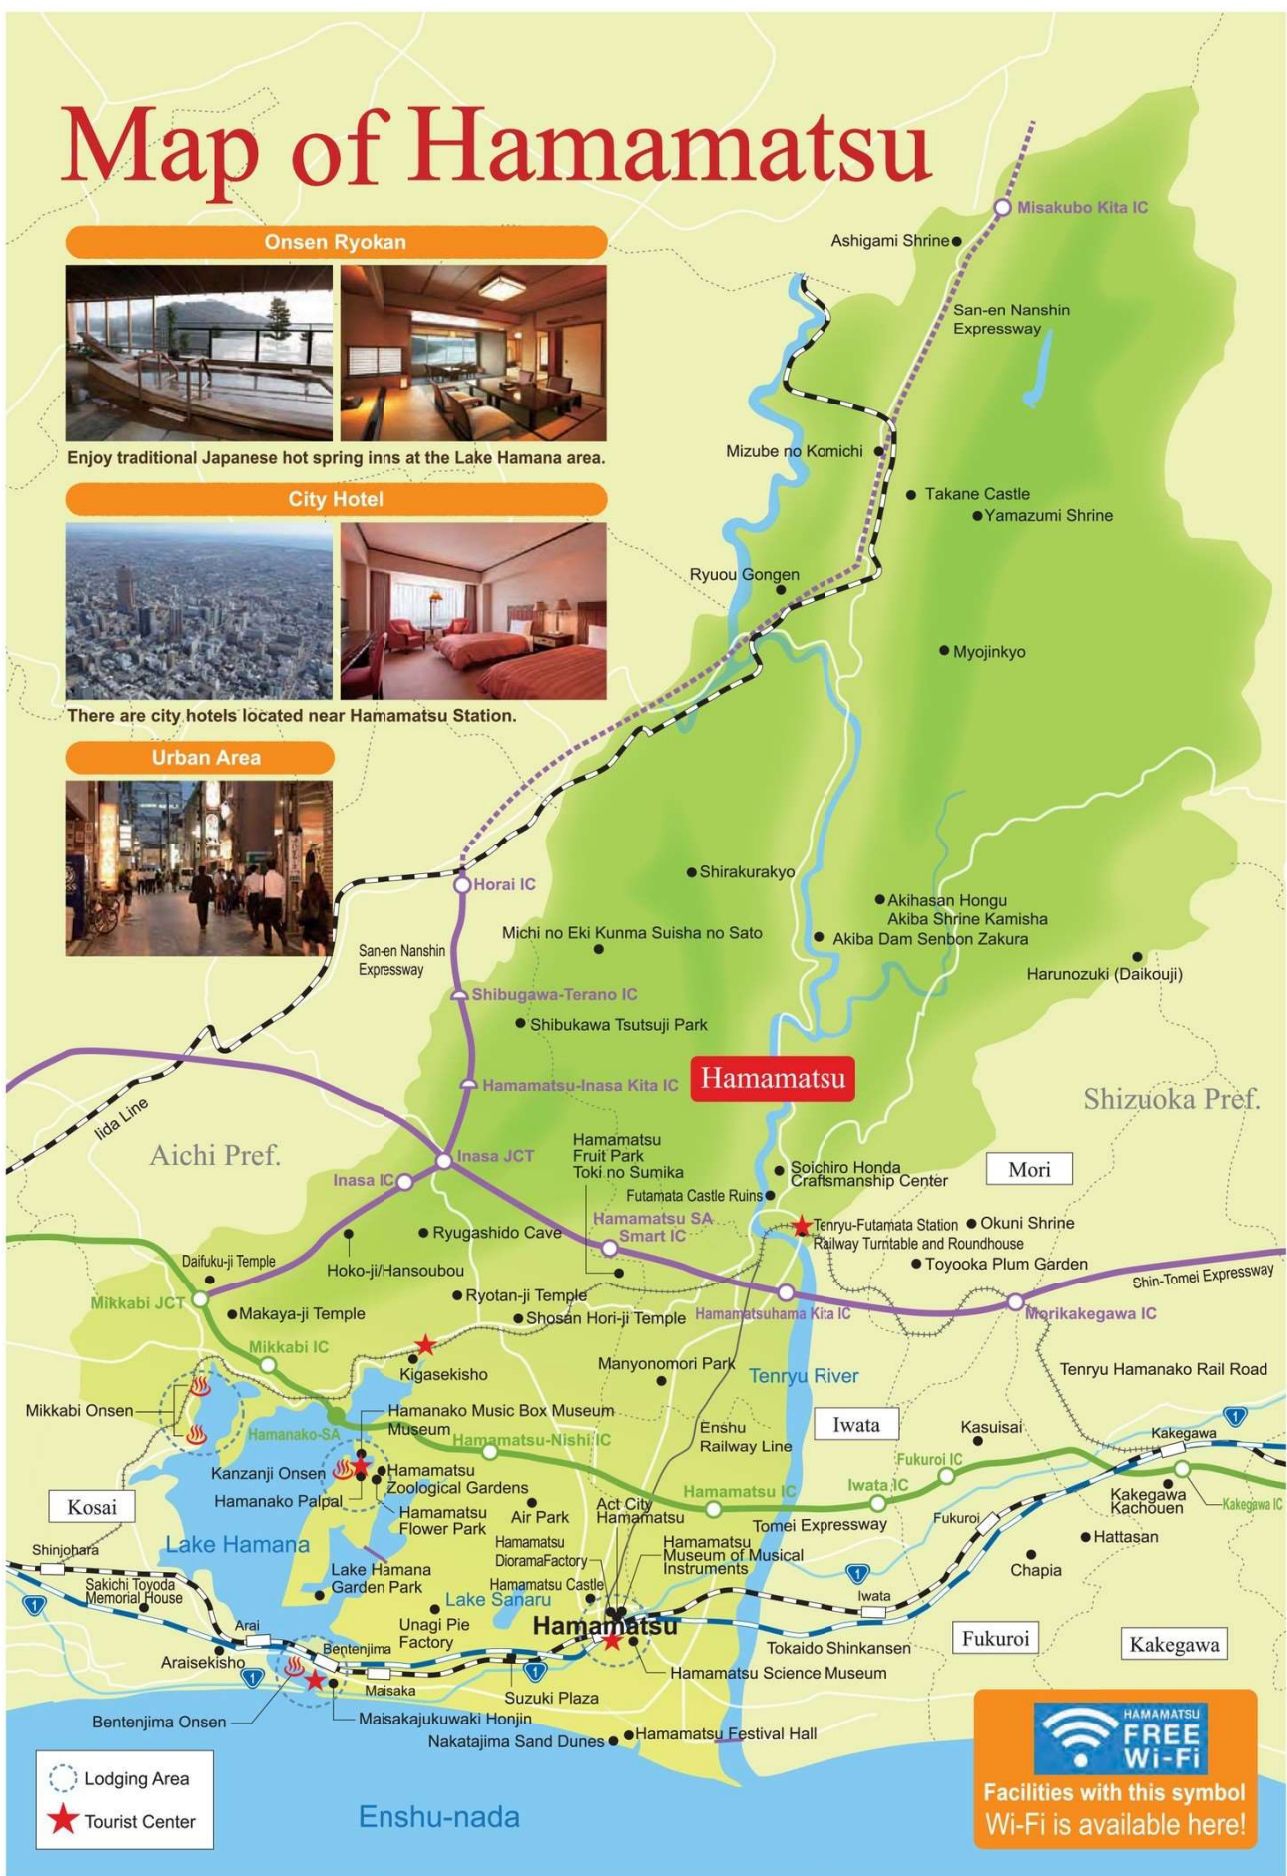 Map of Hamamatsu
Onsen Ryokan
Enjoy traditional Japanese hot spring inns at the Lake Hamana area.
City Hotel
There are city hotels located near Hamamatsu Station.
Urban Area
Misakubo Kita IC
Ashigami Shrine
San-en Nanshin
Expressway
Mizube no Komichi
Takane Castle
Yamazumi Shrine
Ryuou Gongen
Myojinkyo
Shirakurakyo
Horai IC
Akihasan Hongu
Akiba Shrine Kamisha
Michi no Eki Kunma Suisha no Sato
Akiba Dam Senbon Zakura
San-en Nanshin
Expressway
Harunozuki (Daikouji)
Shibugawa-Terano IC
Shibukawa Tsutsuji Park
Hamamatsu-Inasa Kita IC
Hamamatsu
Shizuoka Pref.
Iida Line
Aichi Pref.
Inasa JCT
Inasa IC
Hamamatsu
Fruit Park
Toki no Sumika
Soichiro Honda
Craftsmanship Center
Mori
Futamata Castle Ruins
Hamamatsu SA
Smart IC
Tenryu-Futamata Station
Railway Turntable and Roundhouse
Okuni Shrine
Ryugashido Cave
Toyooka Plum Garden
Daifuku-ji Temple
Hoko-ji/Hansoubou
Shin-Tomei Expressway
Mikkabi JCT
Ryotan-ji Temple
Makaya-ji Temple
Shosan Hori-ji Temple
Hamamatsuhama Kita IC
Morikakegawa IC
Mikkabi IC
Kigasekisho
Manyonomori Park
Tenryu River
Tenryu Hamanako Rail Road
Mikkabi Onsen
Hamanako-SA
Hamanako Music Box Museum
Museum
Hamamatsu-Nishi IC
Enshu
Railway Line
Iwata
Kasuisai
1
Kakegawa
Kanzanji Onsen
Hamamatsu
Zoological Gardens
Fukuroi IC
Hamanako Palpal
Hamamatsu
Flower Park
Air Park
Act City
Hamamatsu
Hamamatsu IC
Iwata IC
Kakegawa
Kachouen
Kakegawa IC
Kosai
Tomei Expressway
Fukuroi
Shinjohara
Lake Hamana
Hamamatsu
DioramaFactory
Hamamatsu
Museum of Musical
Instruments
Hattasan
Chapia
Sakichi Toyoda
Memorial House
Lake Hamana
Garden Park
Lake Sanaru
Hamamatsu Castle
1
Iwata
1
Arai
Unagi Pie
Factory
Hamamatsu
Tokaido Shinkansen
Fukuroi
Kakegawa
Araisekisho
Bentenjima
1
Maisaka
1
Suzuki Plaza
Hamamatsu Science Museum
Bentenjima Onsen
Maisakajukuwaki Honjin
Nakatajima Sand Dunes
Hamamatsu Festival Hall
Lodging Area
Tourist Center
Enshu-nada
HAMAMATSU
FREE
Wi-Fi
Facilities with this symbol
Wi-Fi is available here!